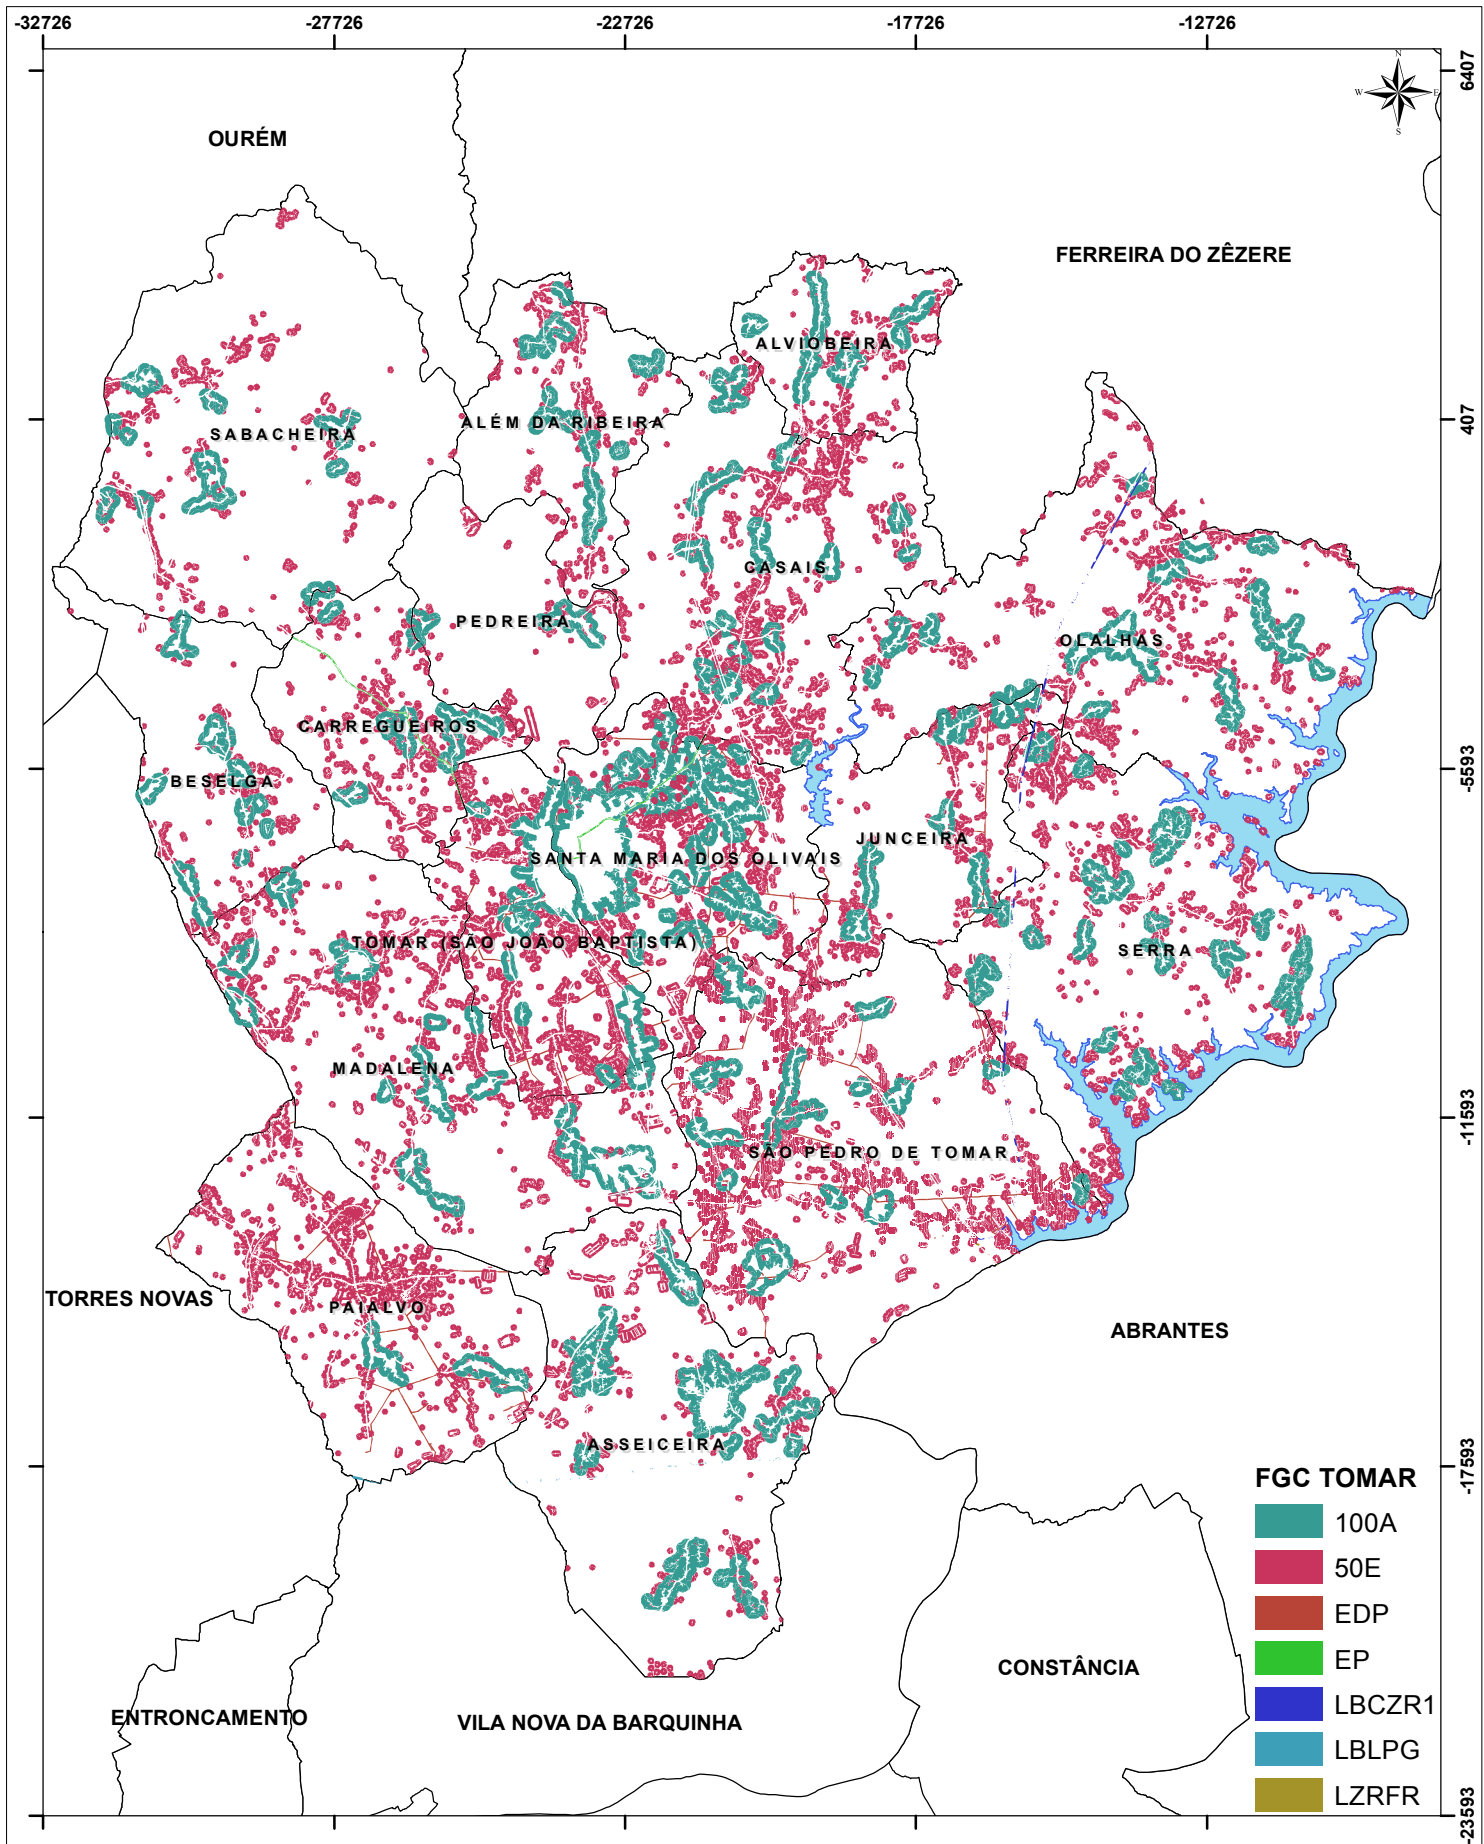 -32726
-27726
-22726
-17726
-12726
6407
N
W
E
S
OURÉM
FERREIRA DO ZÊZERE
ALVIOBEIRA
407
ALÉM DA RIBEIRA
SABACHEIRA
CASAIS
PEDREIRA
OLALHAS
CARREGUEIROS
BESELGA
-5593
JUNCEIRA
SANTA MARIA DOS OLIVAIS
TOMAR (SÃO JOÃO BAPTISTA)
SERRA
MADALENA
-11593
SÃO PEDRO DE TOMAR
TORRES NOVAS
PAIALVO
ABRANTES
ASSEICEIRA
-17593
FGC TOMAR
100A
50E
EDP
EP
LBCZR1
LBLPG
LZRFR
CONSTÂNCIA
ENTRONCAMENTO
VILA NOVA DA BARQUINHA
-23593